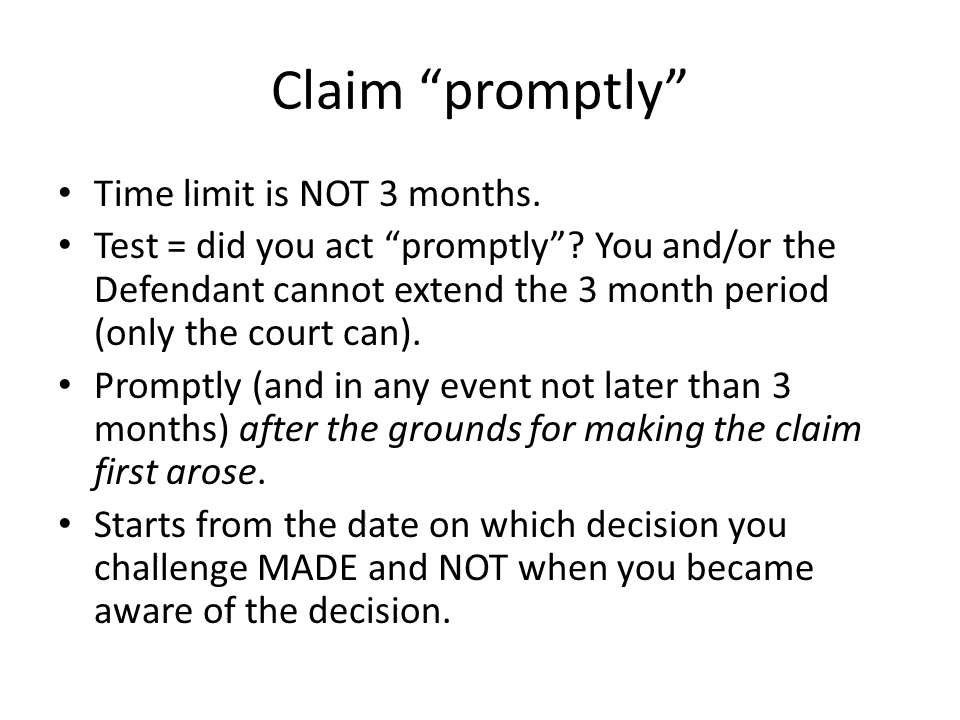 Claim “promptly”
• Time limit is NOT 3 months.
• Test = did you act “promptly”? You and/or the
Defendant cannot extend the 3 month period
(only the court can).
• Promptly (and in any event not later than 3
months) after the grounds for making the claim
first arose.
• Starts from the date on which decision you
challenge MADE and NOT when you became
aware of the decision.